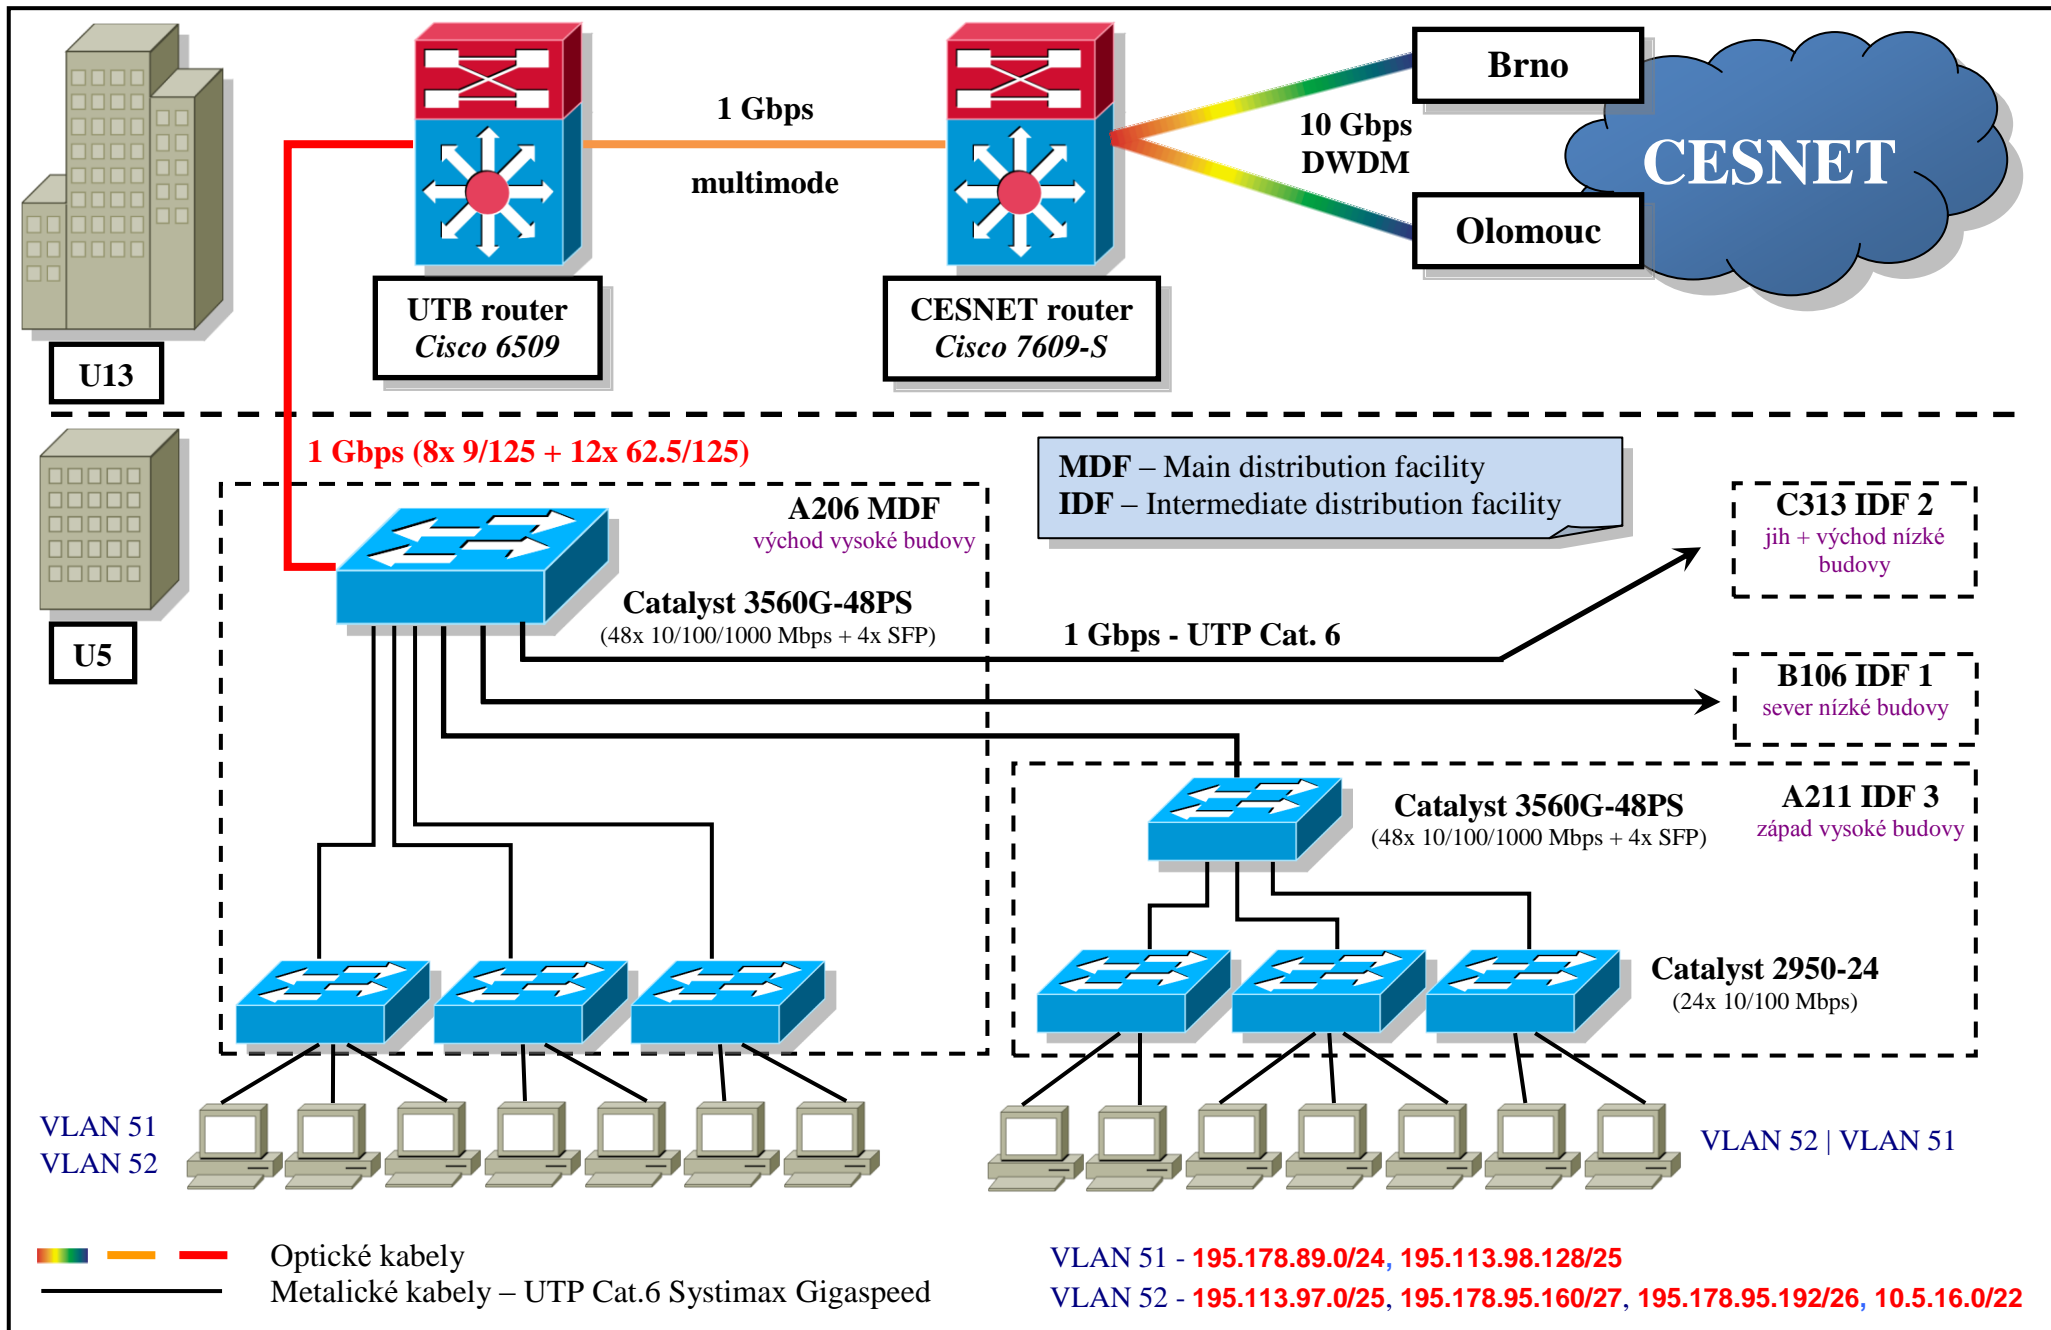 Brno
1 Gbps
10 Gbps
DWDM
CESNET
multimode
Olomouc
UTB router
Cisco 6509
CESNET router
Cisco 7609-S
U13
1 Gbps (8x 9/125 + 12x 62.5/125)
MDF – Main distribution facility
IDF – Intermediate distribution facility
A206 MDF
východ vysoké budovy
C313 IDF 2
jih + východ nízké
budovy
Catalyst 3560G-48PS
(48x 10/100/1000 Mbps + 4x SFP)
1 Gbps - UTP Cat. 6
U5
B106 IDF 1
sever nízké budovy
Catalyst 3560G-48PS
(48x 10/100/1000 Mbps + 4x SFP)
A211 IDF 3
západ vysoké budovy
Catalyst 2950-24
(24x 10/100 Mbps)
VLAN 51
VLAN 52
VLAN 52 | VLAN 51
Optické kabely
Metalické kabely – UTP Cat.6 Systimax Gigaspeed
VLAN 51 - 195.178.89.0/24, 195.113.98.128/25
VLAN 52 - 195.113.97.0/25, 195.178.95.160/27, 195.178.95.192/26, 10.5.16.0/22